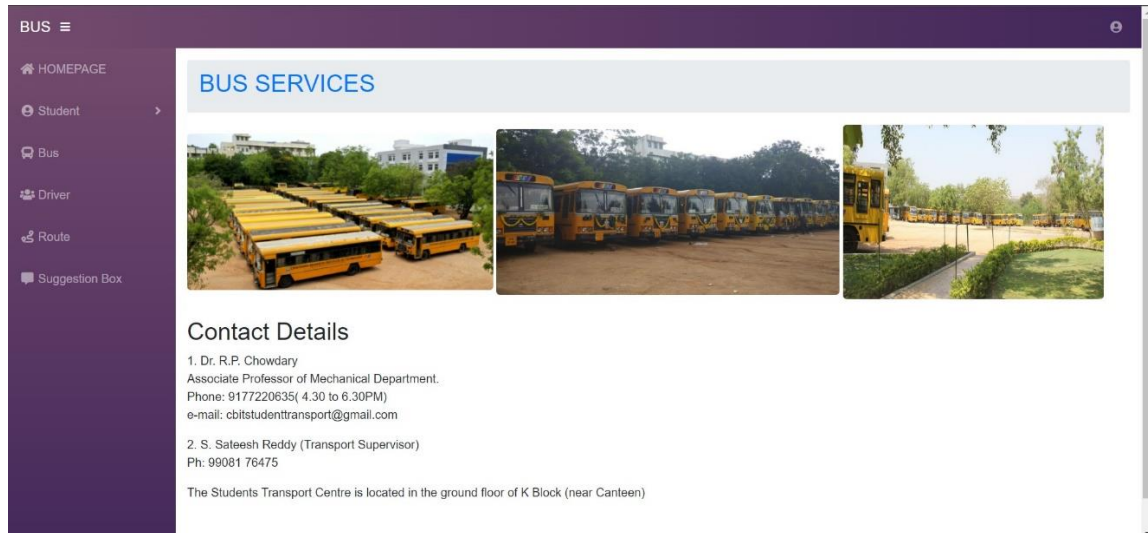 BUS
HOMEPAGE
Student
Bus
Driver
Route
Suggestion Box
BUS SERVICES
Contact Details
1. Dr. R.P. Chowdary
Associate Professor of Mechanical Department.
Phone: 9177220635( 4.30 to 6.30PM)
e-mail: cbitstudenttransport@gmail.com
2. S. Sateesh Reddy (Transport Supervisor)
Ph: 99081 76475
The Students Transport Centre is located in the ground floor of K Block (near Canteen)